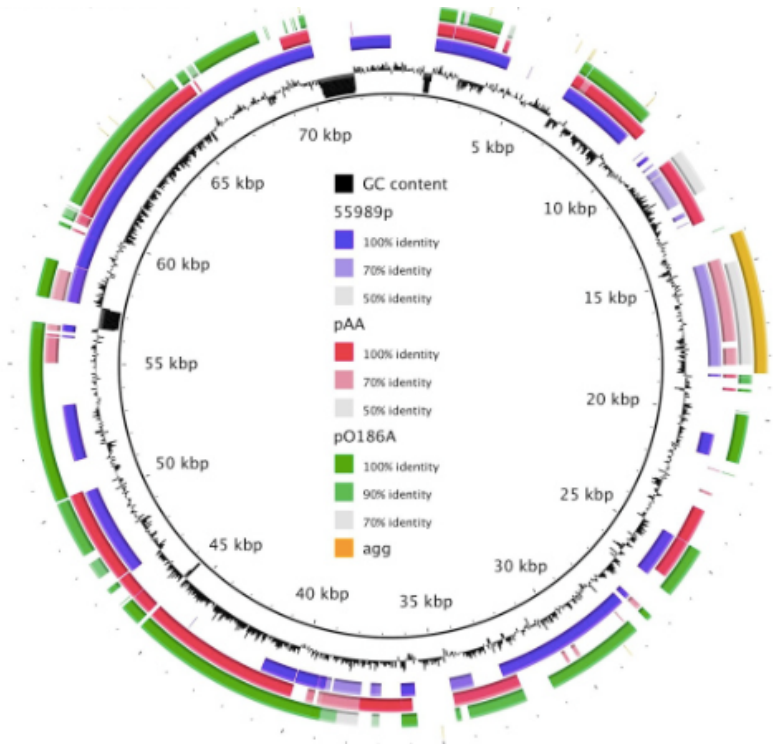 70 kbp
5 kbp
65 kbp
GC content
10 kbp
55989p
100% identity
60 kbp
70% identity
50% identity
15 kbp
pAA
55 kbp
100% identity
70% identity
20 kbp
50% identity
pO186A
50 kbp
100% identity
90% identity
25 kbp
70% identity
45 kbp
agg
30 kbp
40 kbp
35 kbp